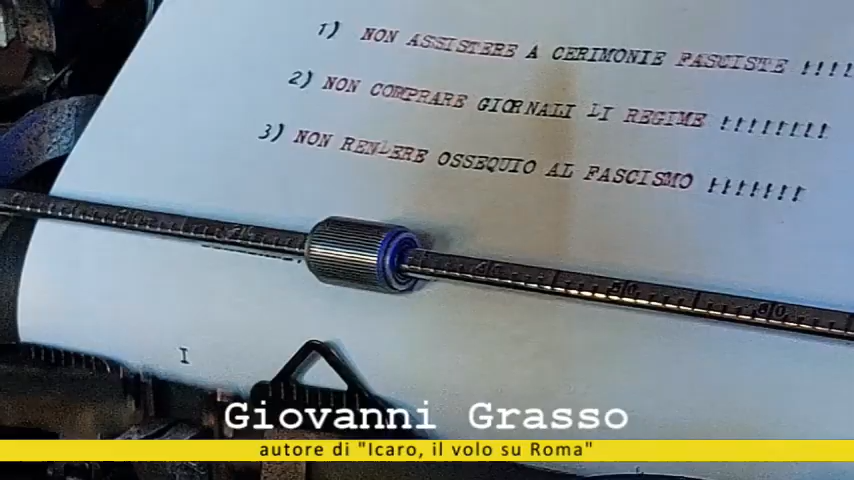 1) NON ASSISTERE A CERIMONIE FASCISTE !!!!
2) NON COMPRARE GIORNALI DI REGIME !!!!!!!!
3) NON RENDERE OSSEQUIO AL FASCISMO !!!!!!!
I
Giovanni Grasso
autore di "Icaro, il volo su Roma"